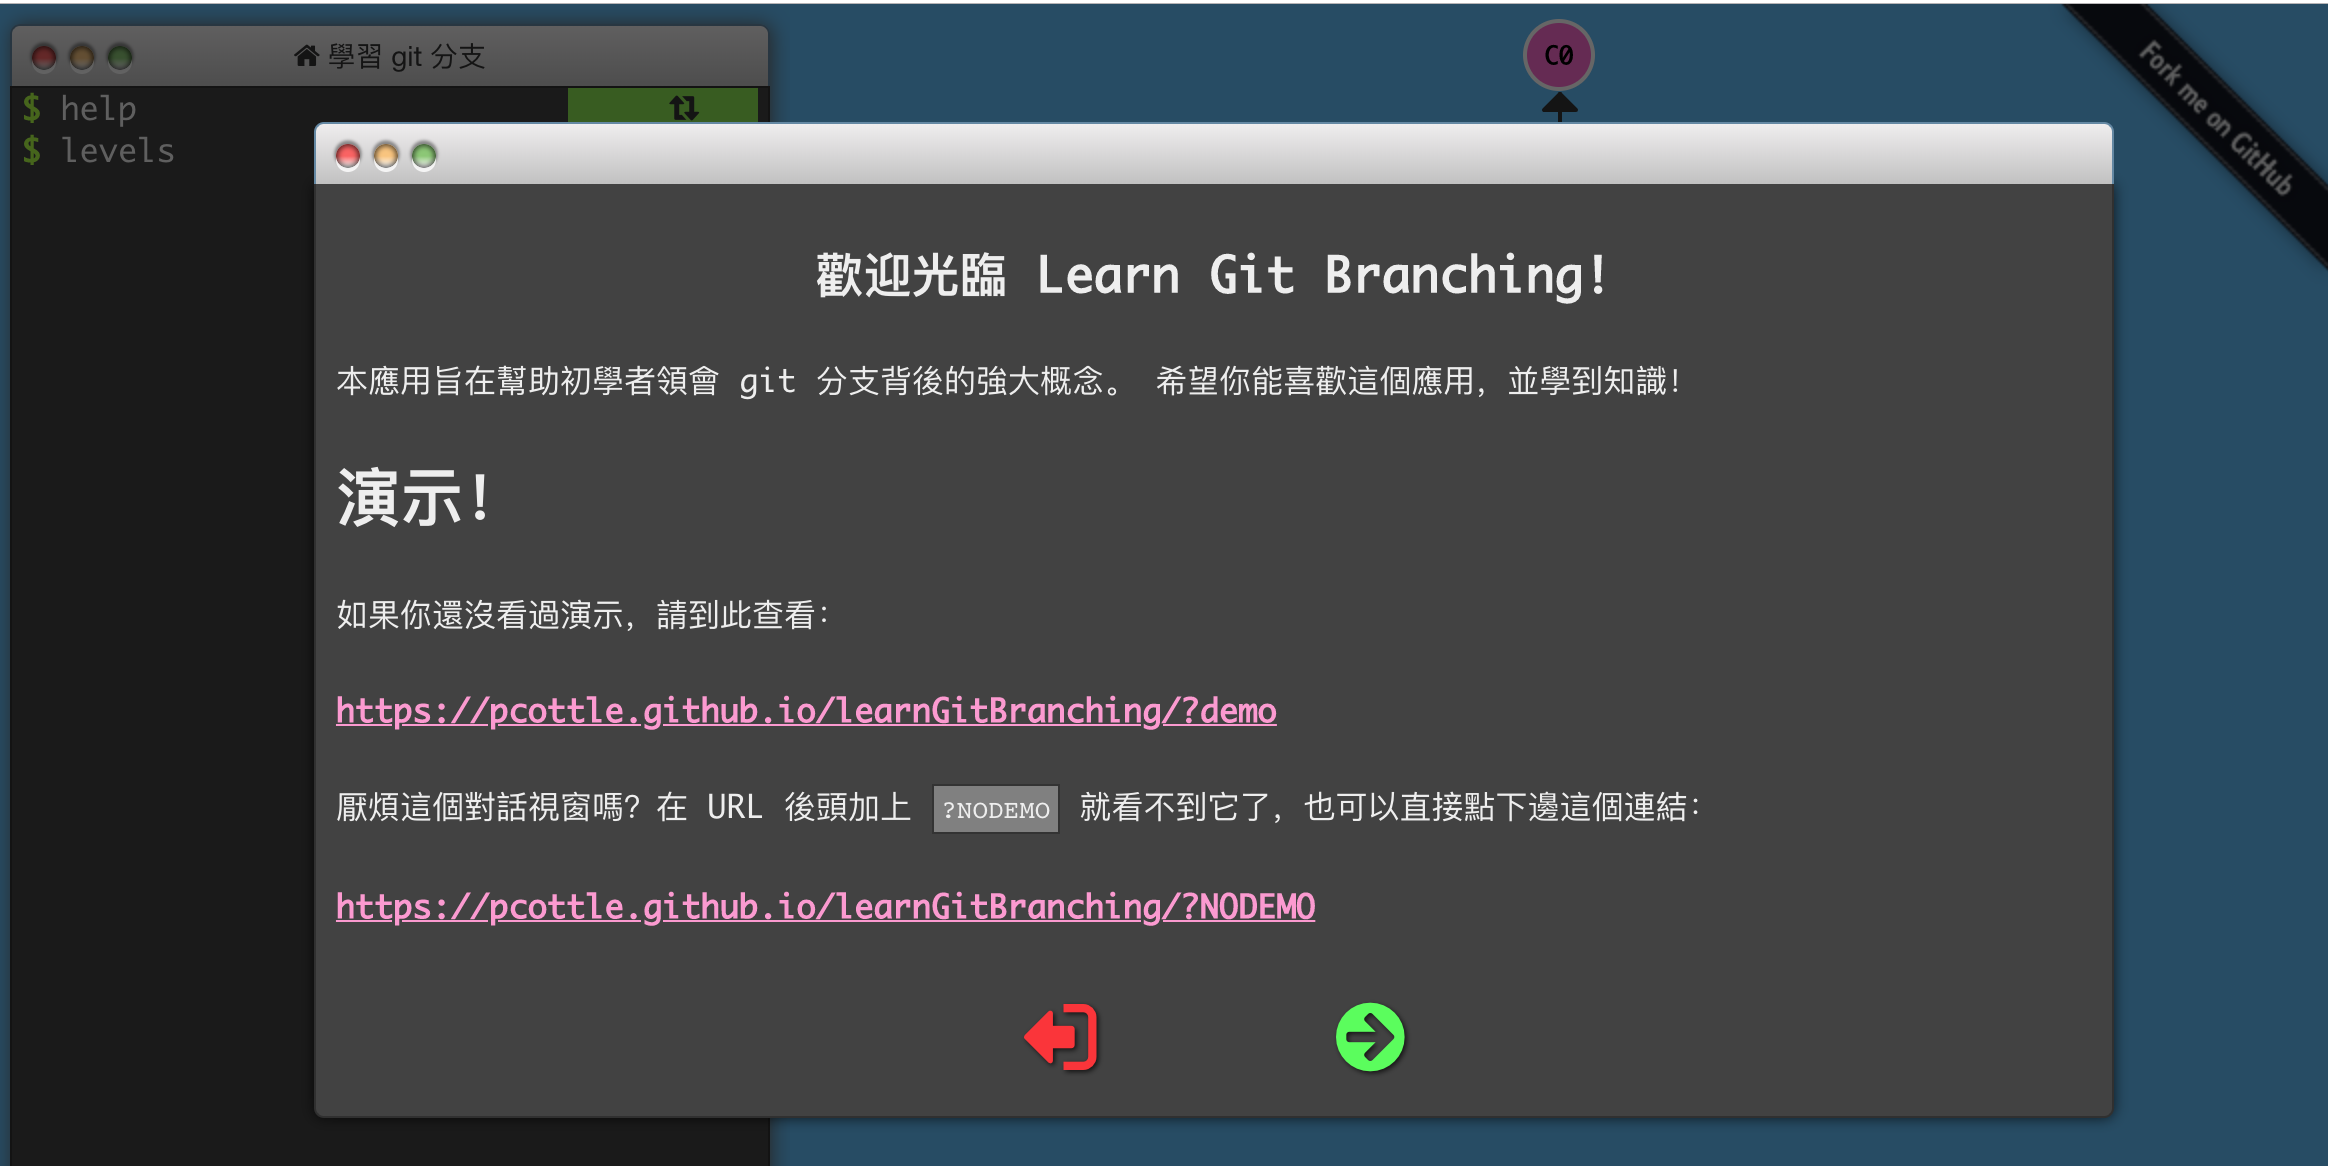 學習 git 分支
$ help
$ levels
C0
Fork me on GitHub
歡迎光臨 Learn Git Branching!
本應用旨在幫助初學者領會 git 分支背後的強大概念。 希望你能喜歡這個應用，並學到知識！
演示！
如果你還沒看過演示，請到此查看：
https://pcottle.github.io/learnGitBranching/?demo
厭煩這個對話視窗嗎？在 URL 後頭加上 ?NODEMO 就看不到它了，也可以直接點下邊這個連結：
https://pcottle.github.io/learnGitBranching/?NODEMO